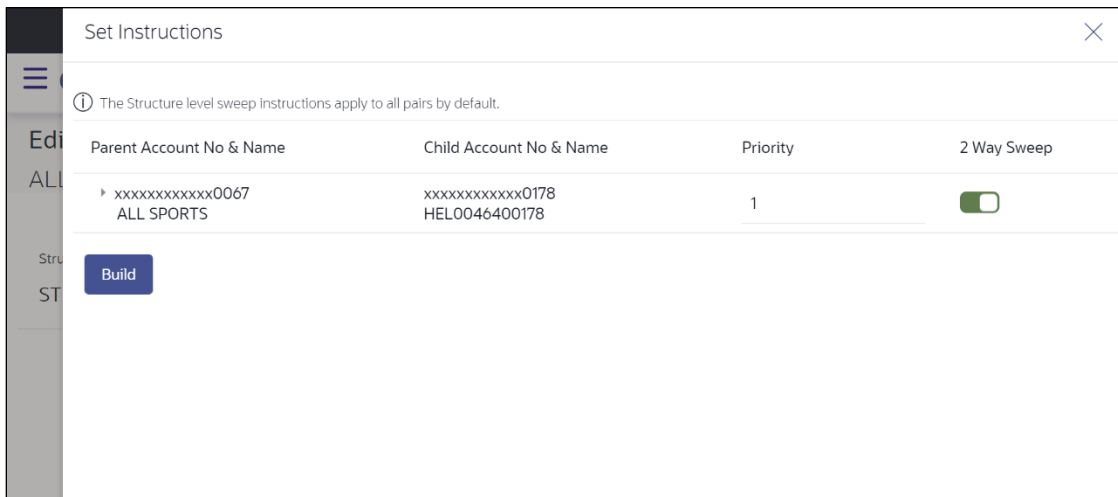 Set Instructions
The Structure level sweep instructions apply to all pairs by default.
Edi
ALL
Parent Account No & Name Child Account No & Name Priority 2 Way Sweep
xxxxxxxxxxxx0067 xxxxxxxxxxxx0178 1
ALL SPORTS HEL0046400178
Stru
ST
Build